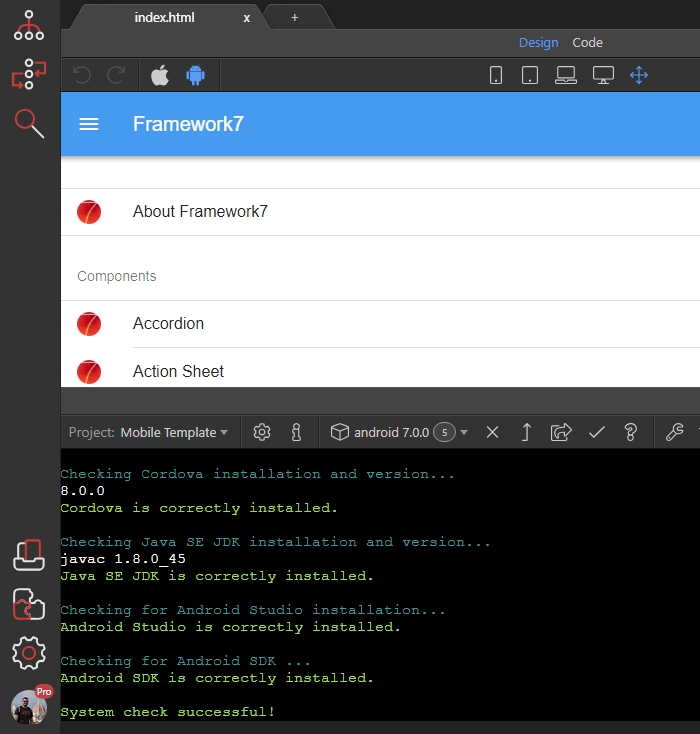 index.html x +
Design Code
Framework7
About Framework7
Components
Accordion
Action Sheet
Project: Mobile Template android 7.0.0 5
Checking Cordova installation and version...
8.0.0
Cordova is correctly installed.
Checking Java SE JDK installation and version...
javac 1.8.0_45
Java SE JDK is correctly installed.
Checking for Android Studio installation...
Android Studio is correctly installed.
Checking for Android SDK ...
Android SDK is correctly installed.
System check successful!
Pro